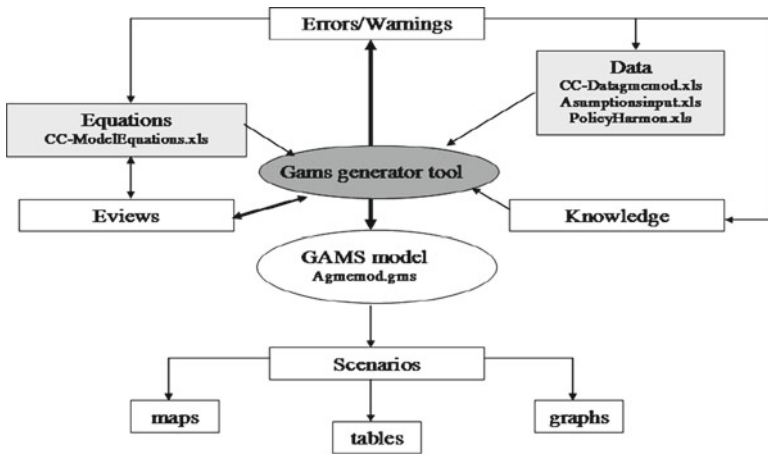 Errors/Warnings
Data
CC-Datagmemod.xls
Asumptionsinput.xls
PolicyHarmon.xls
Equations
CC-ModelEquations.xls
Gams generator tool
Eviews
Knowledge
GAMS model
Agmemod.gms
Scenarios
maps
tables
graphs